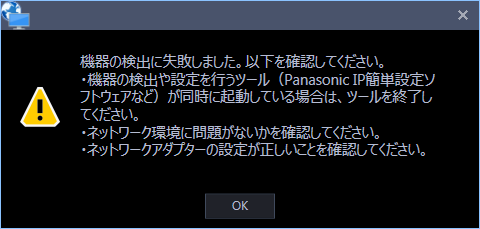 機器の検出に失敗しました。以下を確認してください。
・機器の検出や設定を行うツール（Panasonic IP簡単設定ソ
フトウェアなど）が同時に起動している場合は、ツールを終了し
てください。
・ネットワーク環境に問題がないかを確認してください。
・ネットワークアダプターの設定が正しいことを確認してください。
OK